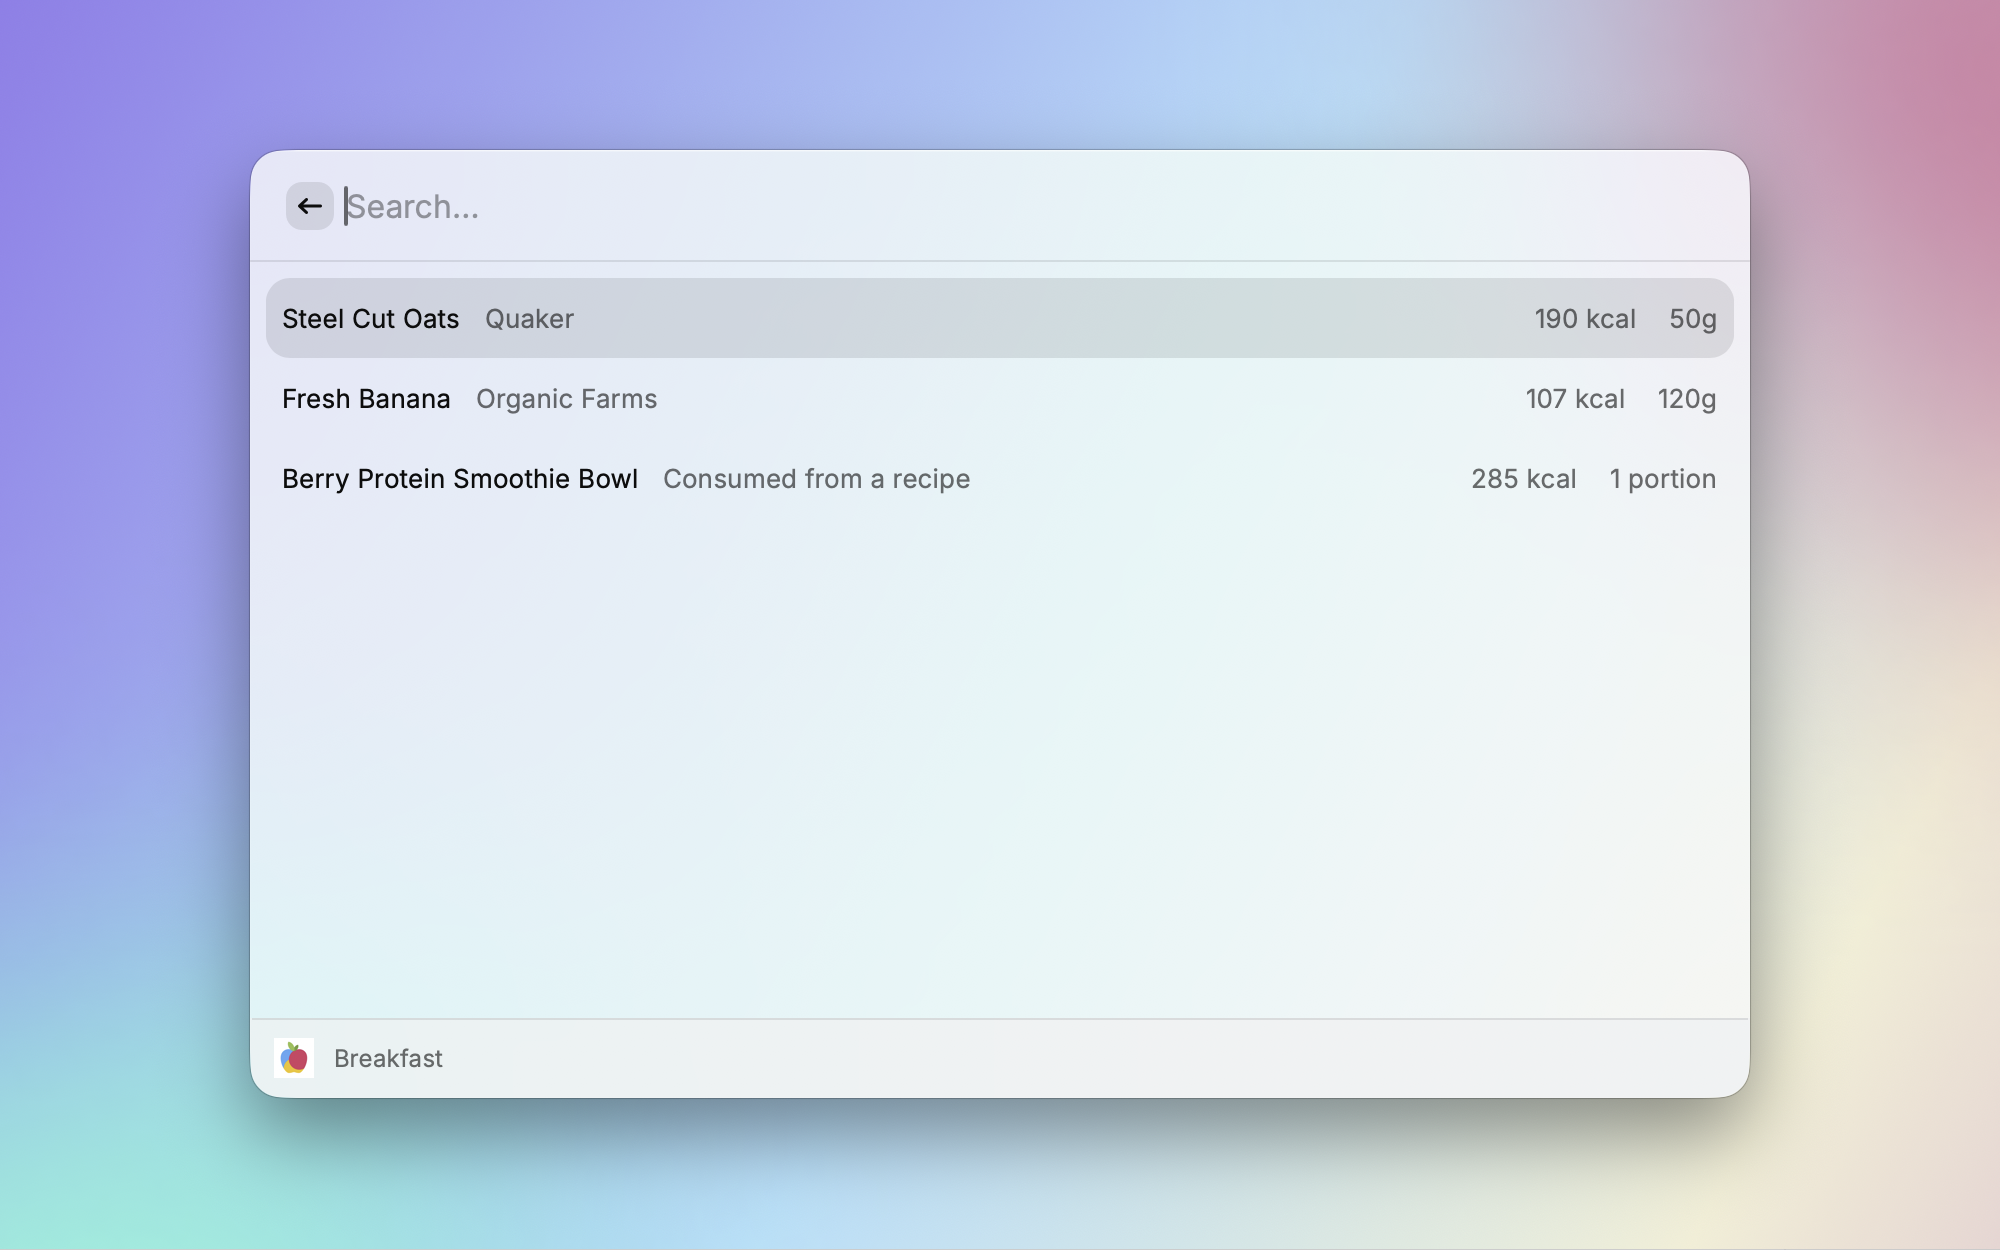 Search...
Steel Cut Oats Quaker 190 kcal 50g
Fresh Banana Organic Farms 107 kcal 120g
Berry Protein Smoothie Bowl Consumed from a recipe 285 kcal 1 portion
Breakfast